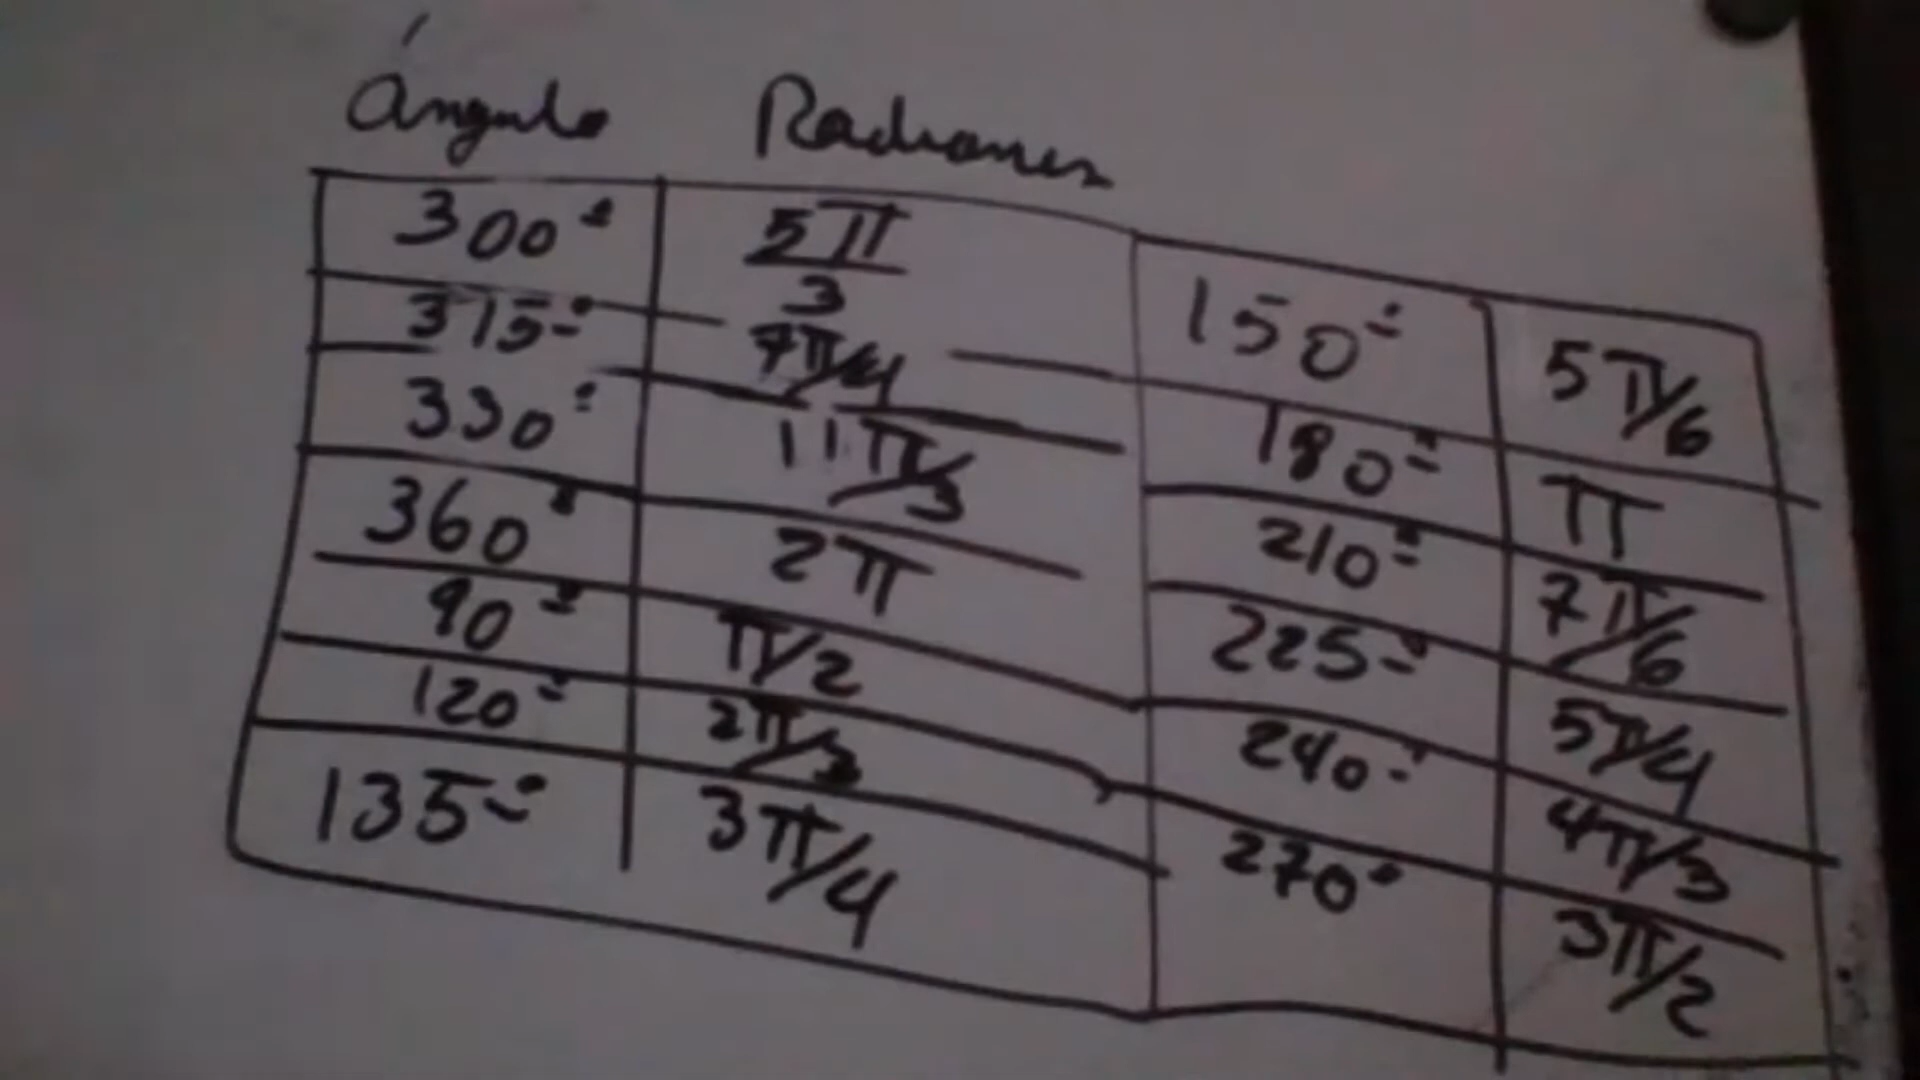 Ángulo Radianes
300° 5π/3
315° 7π/4
330° 11π/3
360° 2π
90° π/2
120° 2π/3
135° 3π/4
150° 5π/6
180° π
210° 7π/6
225° 5π/4
240° 4π/3
270° 3π/2